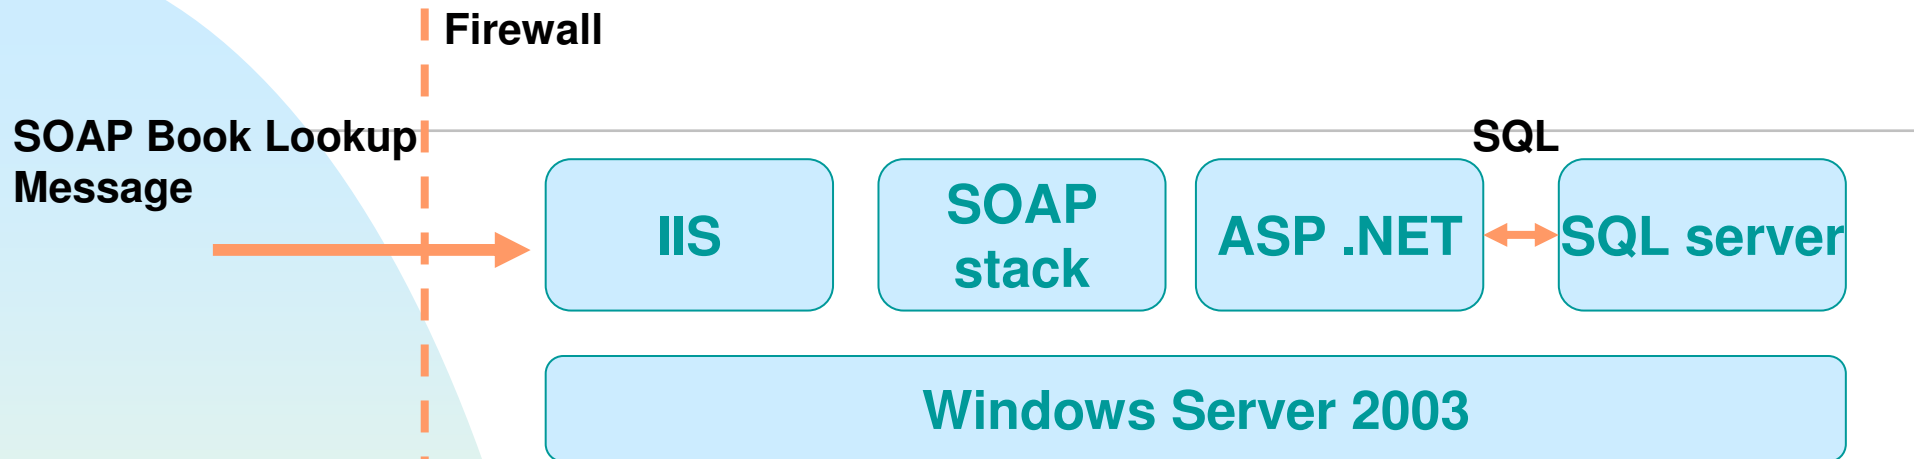 Firewall
SOAP Book Lookup
Message
SQL
IIS
SOAP
stack
ASP .NET
SQL server
Windows Server 2003